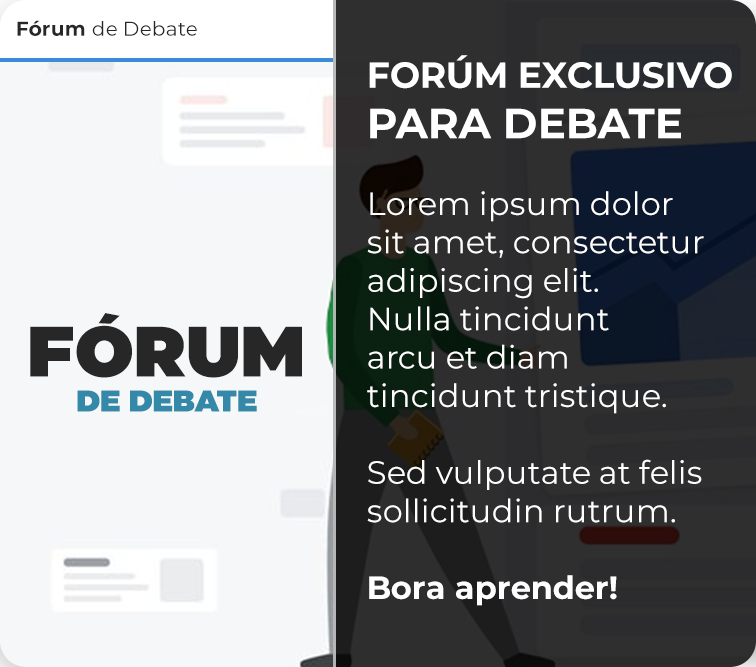 Fórum de Debate
FÓRUM
DE DEBATE
FORÚM EXCLUSIVO
PARA DEBATE
Lorem ipsum dolor
sit amet, consectetur
adipiscing elit.
Nulla tincidunt
arcu et diam
tincidunt tristique.
Sed vulputate at felis
sollicitudin rutrum.
Bora aprender!